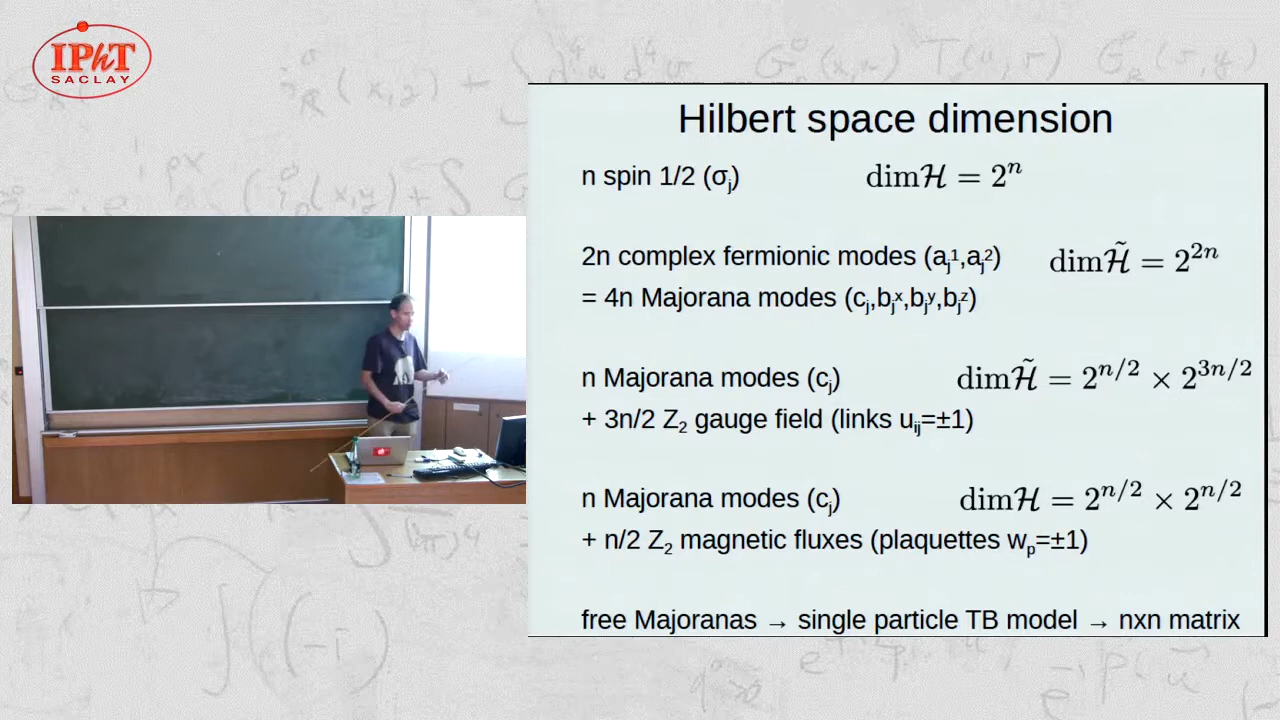 IPhT
SACLAY
Hilbert space dimension
n spin 1/2 (σⱼ) dimℋ = 2ⁿ
2n complex fermionic modes (aⱼ¹,aⱼ²) dimℋ̃ = 2²ⁿ
= 4n Majorana modes (cⱼ,bⱼˣ,bⱼʸ,bⱼᶻ)
n Majorana modes (cⱼ) dimℋ̃ = 2^{n/2} × 2^{3n/2}
+ 3n/2 Z₂ gauge field (links uᵢⱼ=±1)
n Majorana modes (cⱼ) dimℋ = 2^{n/2} × 2^{n/2}
+ n/2 Z₂ magnetic fluxes (plaquettes wₚ=±1)
free Majoranas → single particle TB model → nxn matrix